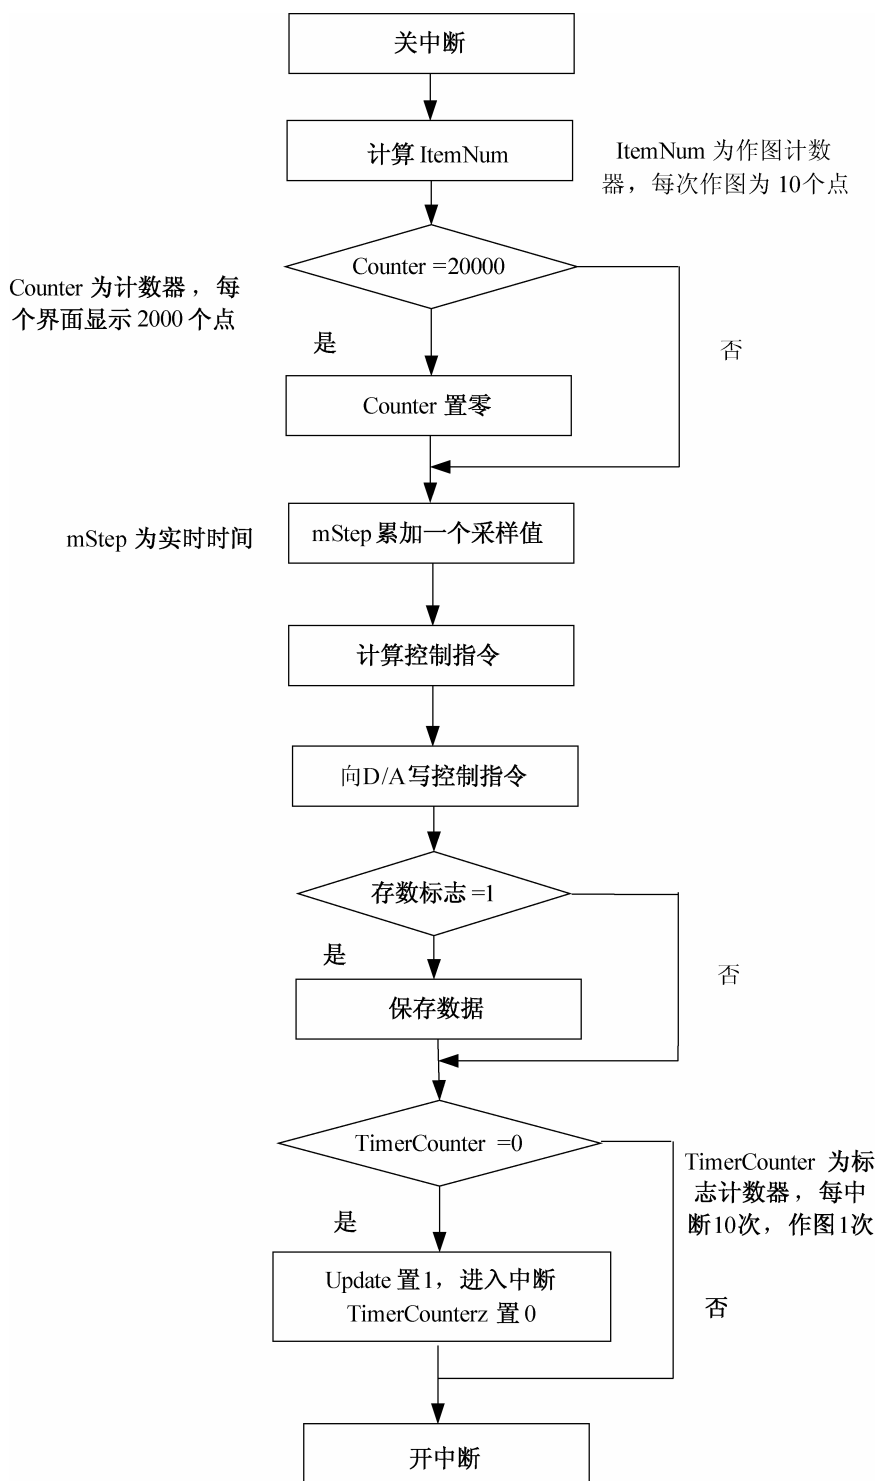 关中断
计算 ItemNum
ItemNum 为作图计数
器，每次作图为 10个点
Counter =20000
Counter 为计数器，每
个界面显示 2000 个点
是
否
Counter 置零
mStep 为实时时间
mStep 累加一个采样值
计算控制指令
向D/A写控制指令
存数标志 =1
是
否
保存数据
TimerCounter =0
TimerCounter 为标
志计数器，每中
断10次，作图1次
是
Update 置1，进入中断
TimerCounterz 置 0
否
开中断